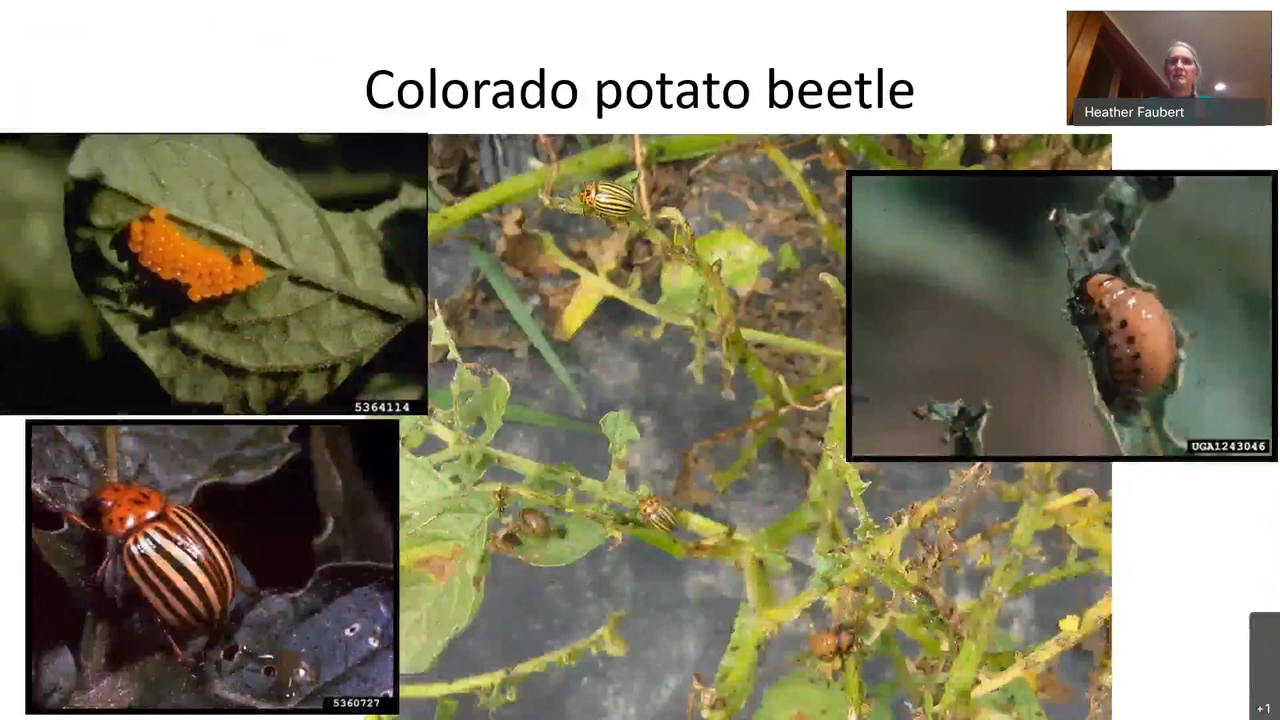 Colorado potato beetle
Heather Faubert
5364114
UGA1243046
5360727
+1